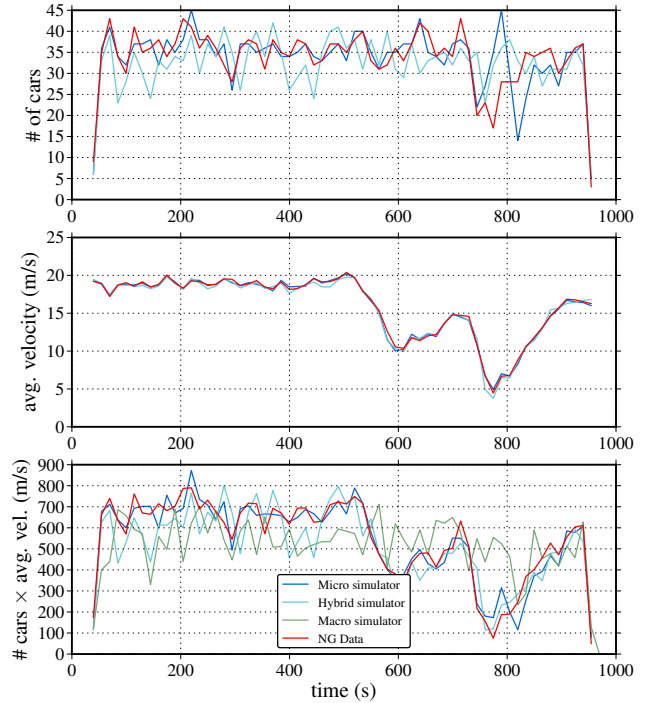 45
40
35
30
25
20
15
10
5
0
# of cars
0 200 400 600 800 1000
25
20
15
10
5
0
avg. velocity (m/s)
0 200 400 600 800 1000
900
800
700
600
500
400
300
200
100
0
# cars × avg. vel. (m/s)
Micro simulator
Hybrid simulator
Macro simulator
NG Data
0 200 400 600 800 1000
time (s)